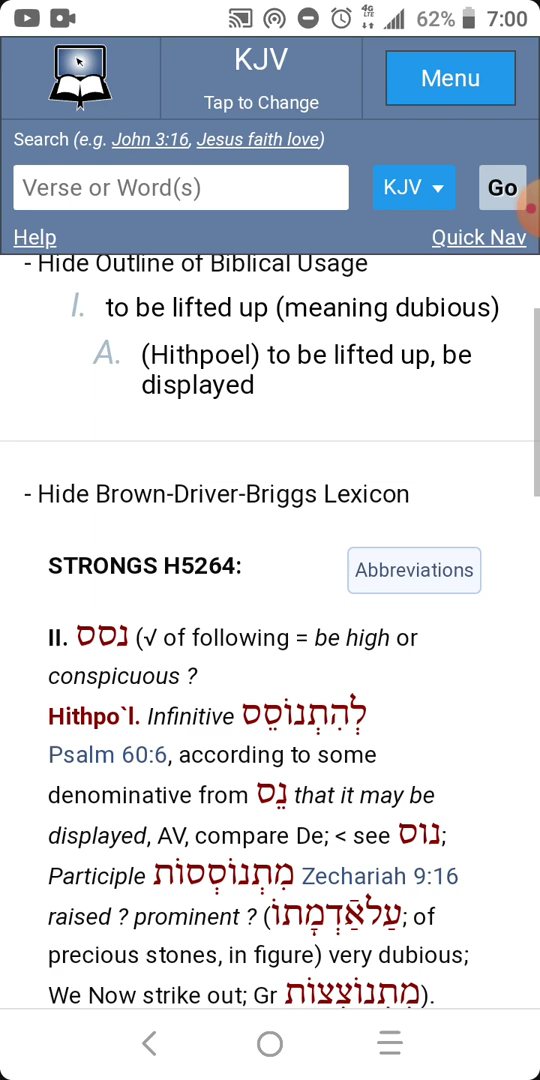 4G
LTE
62%
7:00
KJV
Tap to Change
Menu
Search (e.g. John 3:16, Jesus faith love)
Verse or Word(s)
KJV
Go
Help
Quick Nav
- Hide Outline of Biblical Usage
I. to be lifted up (meaning dubious)
A. (Hithpoel) to be lifted up, be
displayed
- Hide Brown-Driver-Briggs Lexicon
STRONGS H5264:
Abbreviations
II. נסס (√ of following = be high or
conspicuous ?
Hithpo`l. Infinitive לְהִתְנוֺסֵס
Psalm 60:6, according to some
denominative from נֵס that it may be
displayed, AV, compare De; < see נוס;
Participle מִתְנוֺסְסוֺת Zechariah 9:16
raised ? prominent ? (עַלאַֿדְמָתוֺ; of
precious stones, in figure) very dubious;
We Now strike out; Gr מִתְנוֺצְצוֺת).